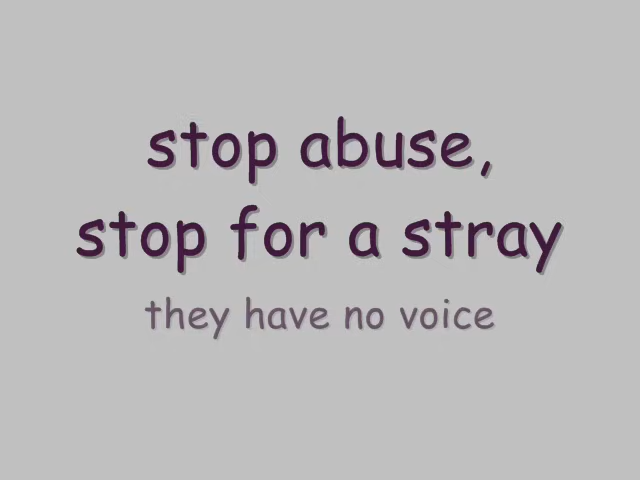 stop abuse,
stop for a stray
they have no voice